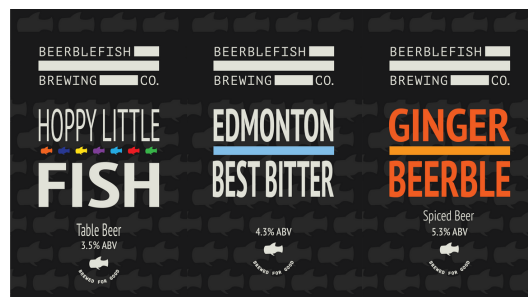 BEERBLEFISH
BREWING CO.
HOPPY LITTLE
FISH
Table Beer
3.5% ABV
BREWED FOR GOOD
BEERBLEFISH
BREWING CO.
EDMONTON
BEST BITTER
4.3% ABV
BREWED FOR GOOD
BEERBLEFISH
BREWING CO.
GINGER
BEERBLE
Spiced Beer
5.3% ABV
BREWED FOR GOOD